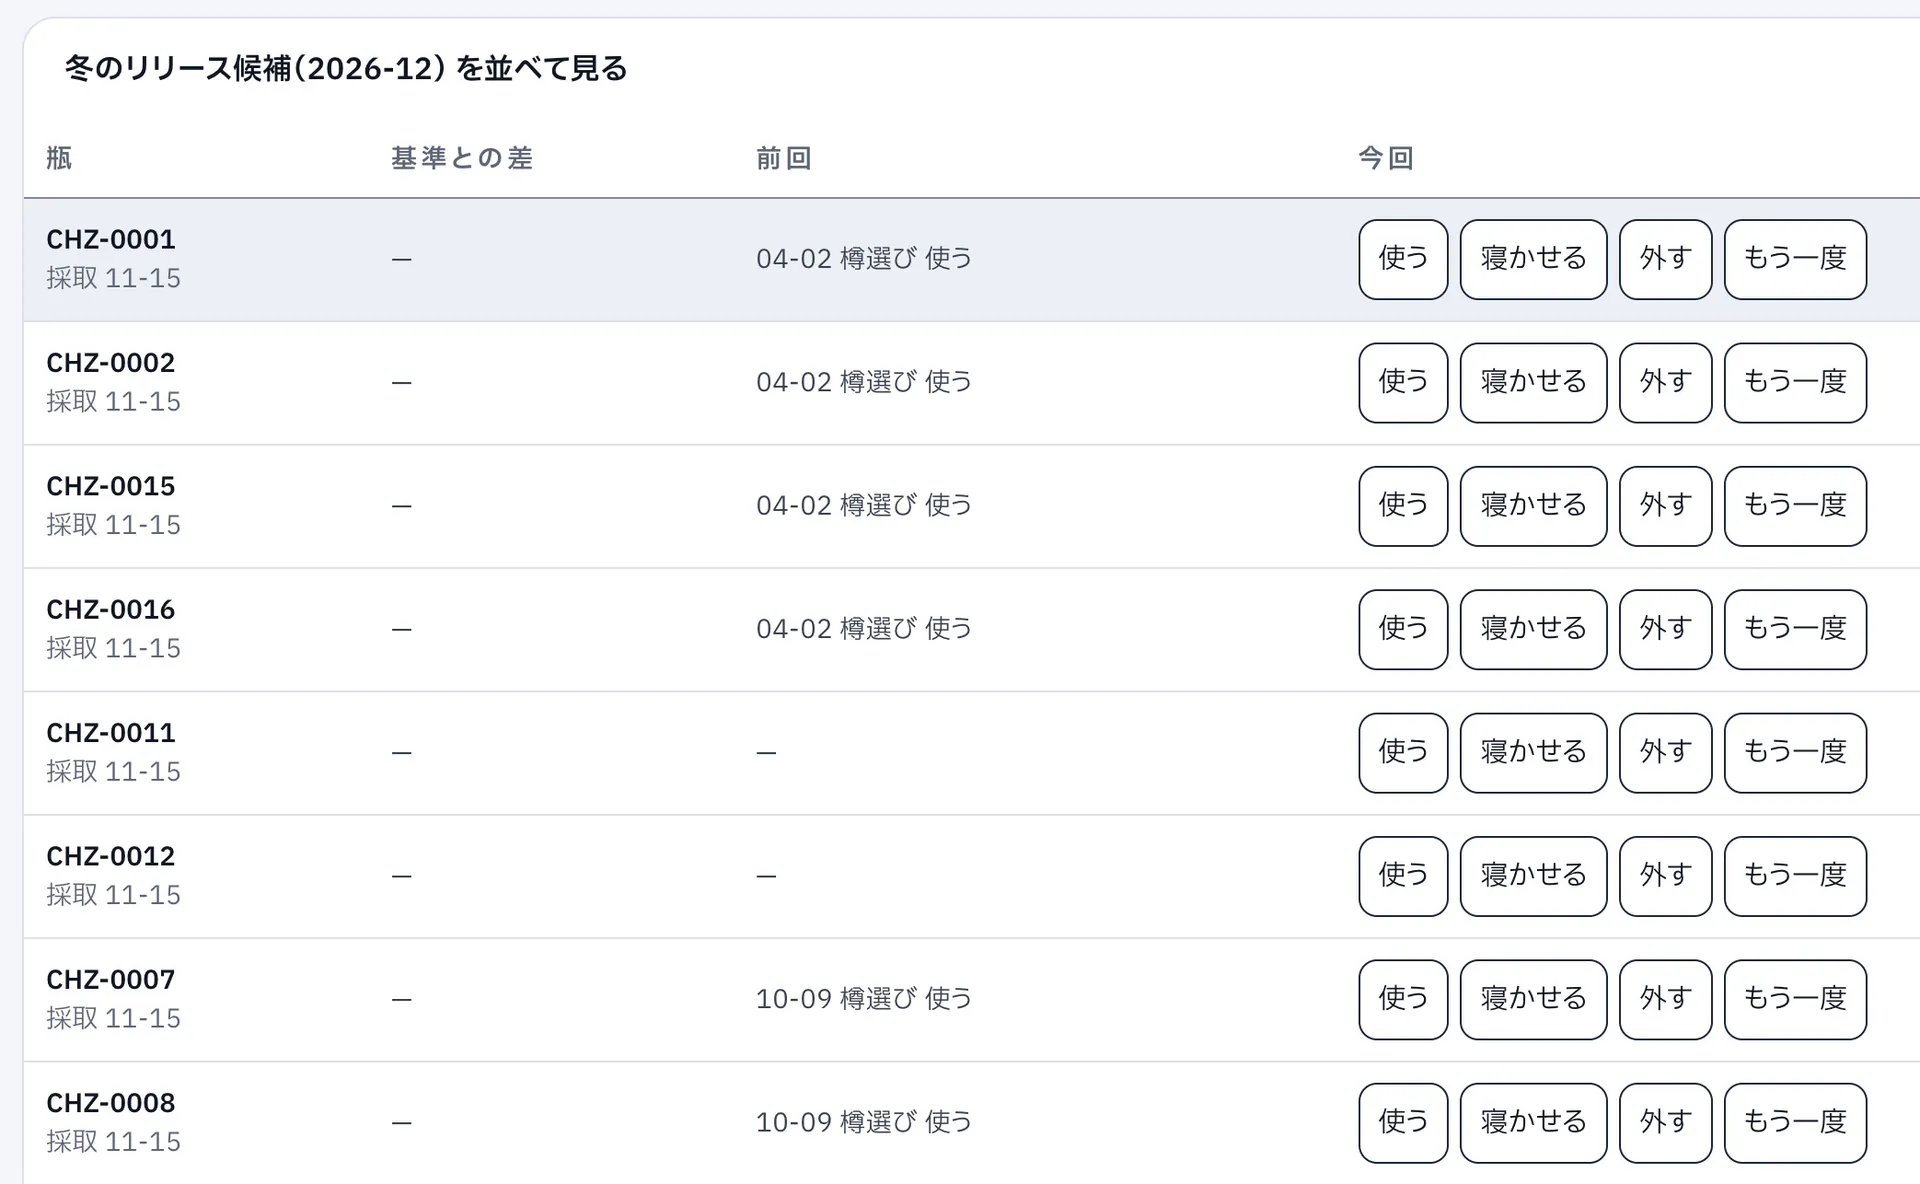 冬のリリース候補（2026-12）を並べて見る
瓶 基準との差 前回 今回
CHZ-0001
採取 11-15
— 04-02 樽選び 使う 使う 寝かせる 外す もう一度
CHZ-0002
採取 11-15
— 04-02 樽選び 使う 使う 寝かせる 外す もう一度
CHZ-0015
採取 11-15
— 04-02 樽選び 使う 使う 寝かせる 外す もう一度
CHZ-0016
採取 11-15
— 04-02 樽選び 使う 使う 寝かせる 外す もう一度
CHZ-0011
採取 11-15
— — 使う 寝かせる 外す もう一度
CHZ-0012
採取 11-15
— — 使う 寝かせる 外す もう一度
CHZ-0007
採取 11-15
— 10-09 樽選び 使う 使う 寝かせる 外す もう一度
CHZ-0008
採取 11-15
— 10-09 樽選び 使う 使う 寝かせる 外す もう一度